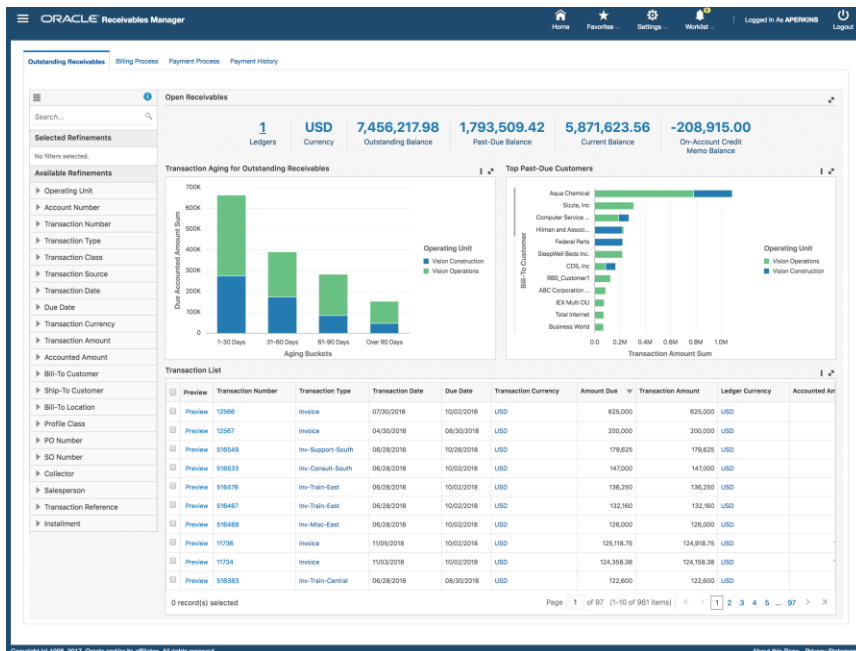 ORACLE Receivables Manager
Home Favorites Settings Worklist Logged In As APERKINS Logout
Outstanding Receivables Billing Process Payment Process Payment History
Search...
Selected Refinements
No filters selected.
Available Refinements
Operating Unit
Account Number
Transaction Number
Transaction Type
Transaction Class
Transaction Source
Transaction Date
Due Date
Transaction Currency
Transaction Amount
Accounted Amount
Bill-To Customer
Ship-To Customer
Bill-To Location
Profile Class
PO Number
SO Number
Collector
Salesperson
Transaction Reference
Installment
Open Receivables
1 USD 7,456,217.98 1,793,509.42 5,871,623.56 -208,915.00
Ledgers Currency Outstanding Balance Past-Due Balance Current Balance On-Account Credit
Memo Balance
Transaction Aging for Outstanding Receivables
Due Accounted Amount Sum
700K
600K
500K
400K
300K
200K
100K
0
1-30 Days 31-60 Days 61-90 Days Over 90 Days
Aging Buckets
Operating Unit
Vision Construction
Vision Operations
Top Past-Due Customers
Bill-To Customer
Aqua Chemical
Sizzle, Inc
Computer Service ...
Hilman and Associ...
Federal Parts
SleepWell Beds Inc.
CDS, Inc
RBS_Customer1
ABC Corporation ...
IEX Multi OU
Total Internet
Business World
0.0 0.2M 0.4M 0.6M 0.8M 1.0M
Transaction Amount Sum
Operating Unit
Vision Operations
Vision Construction
Transaction List
Preview Transaction Number Transaction Type Transaction Date Due Date Transaction Currency Amount Due Transaction Amount Ledger Currency Accounted Am
Preview 12566 Invoice 07/30/2018 10/02/2018 USD 625,000 625,000 USD
Preview 12567 Invoice 04/30/2018 08/30/2018 USD 200,000 200,000 USD
Preview 516549 Inv-Support-South 06/28/2018 10/28/2018 USD 179,625 179,625 USD
Preview 516533 Inv-Consult-South 06/28/2018 10/02/2018 USD 147,000 147,000 USD
Preview 516478 Inv-Train-East 06/28/2018 10/02/2018 USD 136,250 136,250 USD
Preview 516467 Inv-Train-East 06/28/2018 10/02/2018 USD 132,160 132,160 USD
Preview 516468 Inv-Misc-East 06/28/2018 10/02/2018 USD 126,000 126,000 USD
Preview 11736 Invoice 11/05/2018 10/02/2018 USD 125,118.75 124,918.75 USD
Preview 11734 Invoice 11/03/2018 10/02/2018 USD 124,358.38 124,158.38 USD
Preview 516383 Inv-Train-Central 06/28/2018 08/30/2018 USD 122,600 122,600 USD
0 record(s) selected
Page 1 of 97 (1-10 of 961 items) 1 2 3 4 5 ... 97